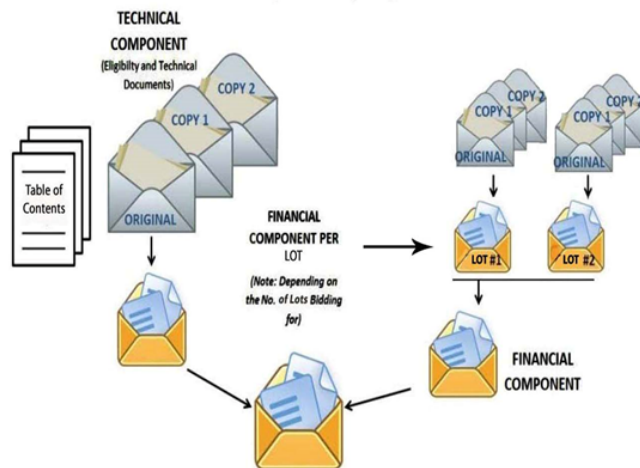 TECHNICAL
COMPONENT
(Eligibilty and Technical
Documents)
COPY 2
COPY 1
ORIGINAL
Table of
Contents
FINANCIAL
COMPONENT PER
LOT
(Note: Depending on
the No. of Lots Bidding
for)
COPY 2
COPY 1
ORIGINAL
COPY 2
COPY 1
ORIGINAL
LOT #1
LOT #2
FINANCIAL
COMPONENT